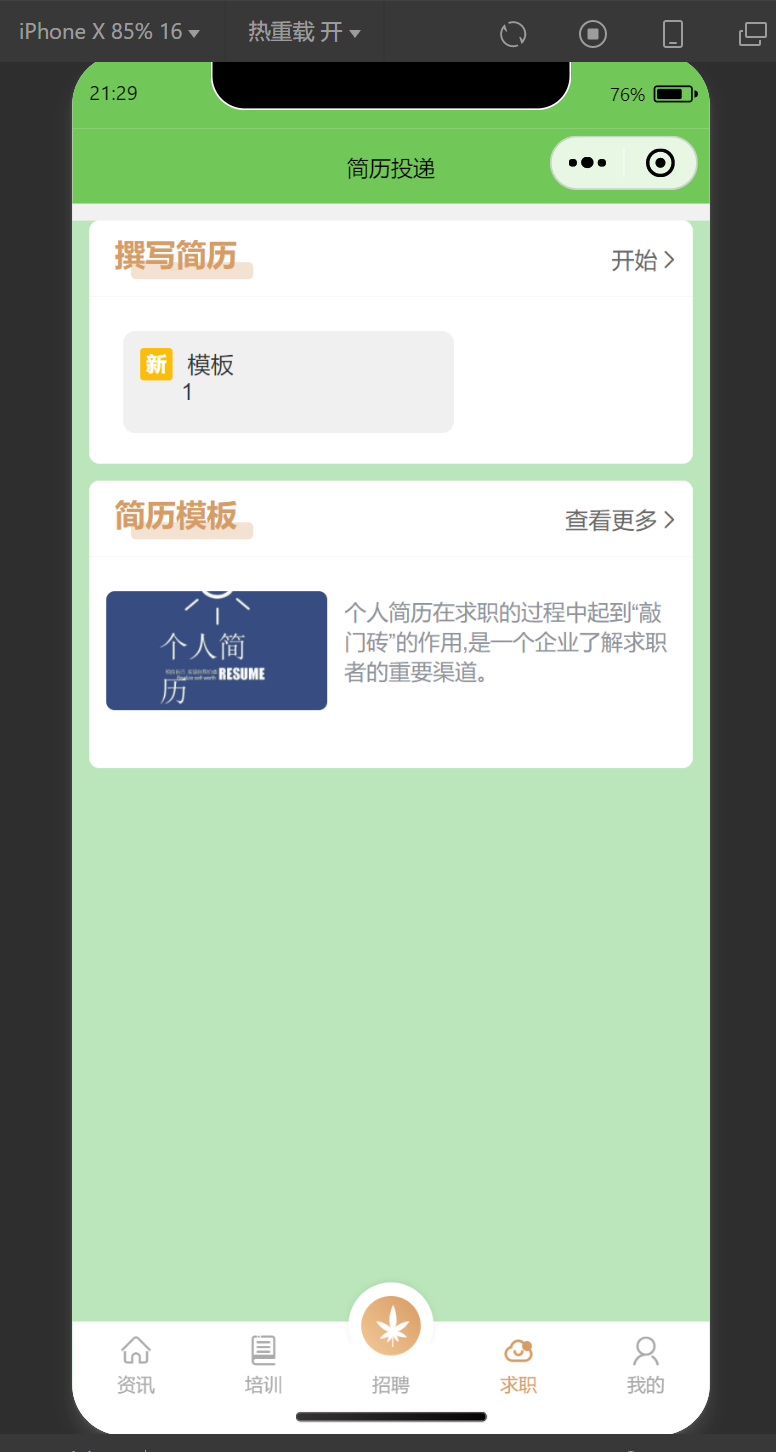 iPhone X 85% 16
热重载 开
21:29
76%
简历投递
撰写简历
开始
新 模板
1
简历模板
查看更多
个人简
RESUME
历
个人简历在求职的过程中起到“敲
门砖”的作用,是一个企业了解求职
者的重要渠道。
资讯
培训
招聘
求职
我的